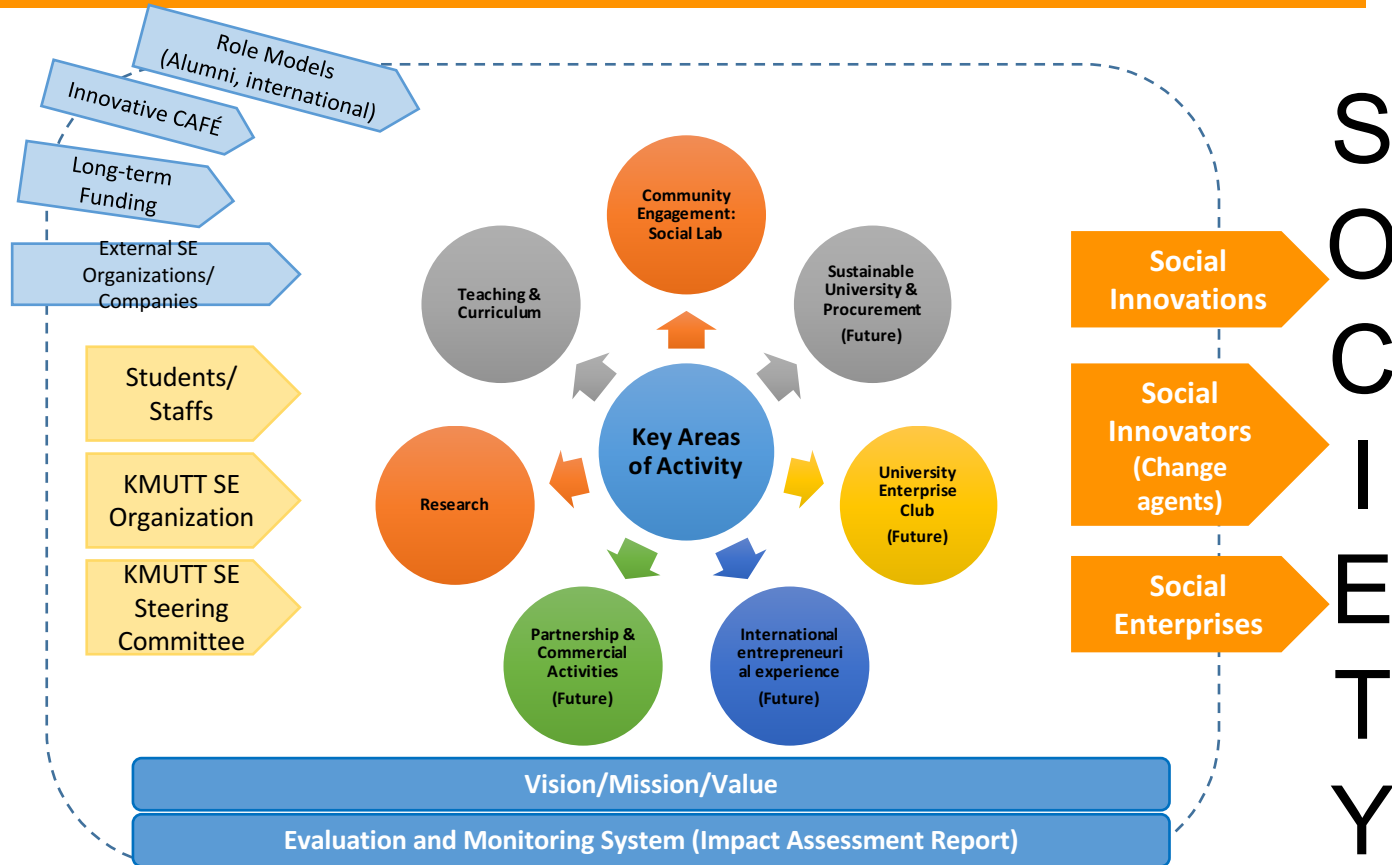 Role Models
(Alumni, international)
Innovative CAFÉ
Long-term
Funding
External SE
Organizations/
Companies
Students/
Staffs
KMUTT SE
Organization
KMUTT SE
Steering
Committee
Community
Engagement:
Social Lab
Teaching &
Curriculum
Sustainable
University &
Procurement
(Future)
Key Areas
of Activity
Research
University
Enterprise
Club
(Future)
Partnership &
Commercial
Activities
(Future)
International
entrepreneuri
al experience
(Future)
Social
Innovations
Social
Innovators
(Change
agents)
Social
Enterprises
S
O
C
I
E
T
Y
Vision/Mission/Value
Evaluation and Monitoring System (Impact Assessment Report)